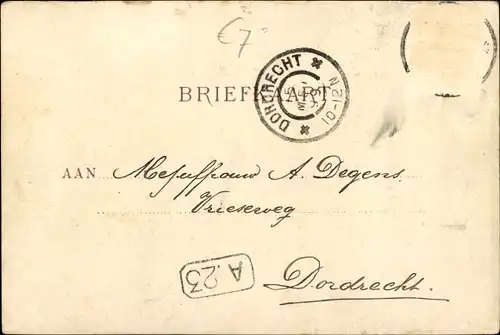 €7
DORDRECHT
10-12 N
BRIEFKAART
AAN Mejuffrouw A. Degens.
Vrieseweg
A.23
Dordrecht.